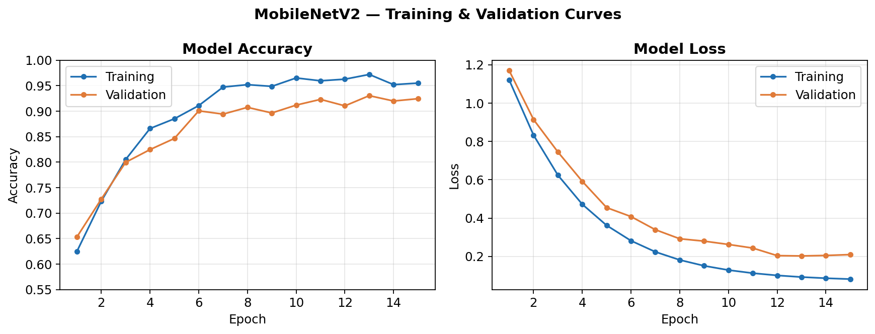 MobileNetV2 — Training & Validation Curves
Model Accuracy
Training
Validation
1.00
0.95
0.90
0.85
0.80
0.75
0.70
0.65
0.60
0.55
Accuracy
2 4 6 8 10 12 14
Epoch
Model Loss
Training
Validation
1.2
1.0
0.8
0.6
0.4
0.2
Loss
2 4 6 8 10 12 14
Epoch